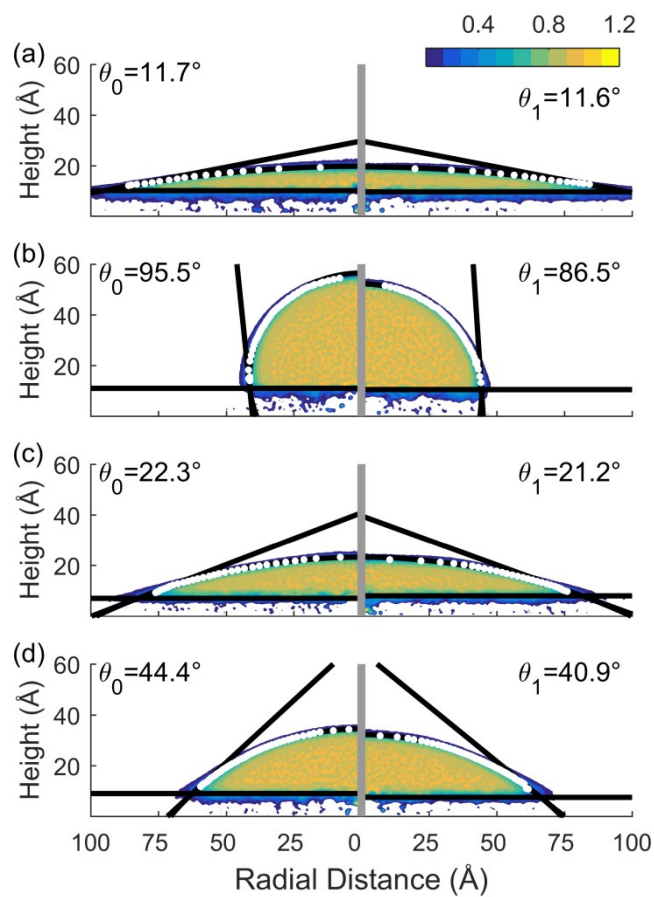 0.4 0.8 1.2
(a)
60
40
20
Height (Å)
θ0=11.7°
θ1=11.6°
(b)
60
40
20
Height (Å)
θ0=95.5°
θ1=86.5°
(c)
60
40
20
Height (Å)
θ0=22.3°
θ1=21.2°
(d)
60
40
20
Height (Å)
θ0=44.4°
θ1=40.9°
100 75 50 25 0 25 50 75 100
Radial Distance (Å)